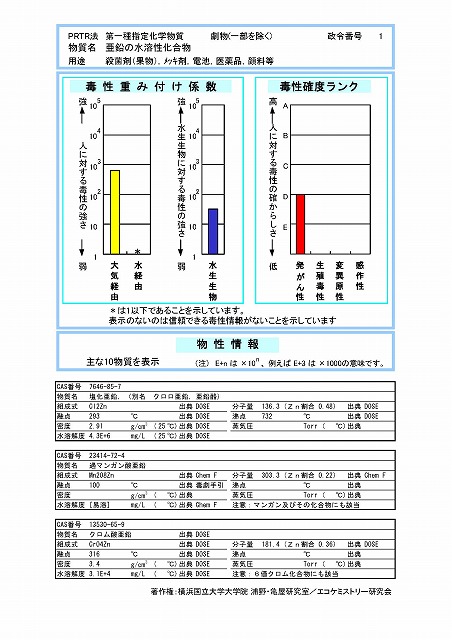 PRTR法 第一種指定化学物質 劇物(一部を除く) 政令番号 1
物質名 亜鉛の水溶性化合物
用途 殺菌剤(果物), メッキ剤, 電池, 医薬品, 顔料等
毒性重み付け係数
強 人に対する毒性の強さ 弱
10^5
10^4
10^3
10^2
10
1
大気経由
* 水経由
強 水生生物に対する毒性の強さ 弱
10^5
10^4
10^3
10^2
10
1
水生生物
毒性確度ランク
高 人に対する毒性の確からしさ 低
A
B
C
D
E
発がん性
生殖毒性
変異原性
感作性
*は1以下であることを示しています。
表示のないのは信頼できる毒性情報がないことを示しています
物性情報
主な10物質を表示 (注) E+n は ×10^n 、例えば E+3 は ×1000の意味です。
CAS番号 7646-85-7
物質名 塩化亜鉛, (別名 クロロ亜鉛, 亜鉛酪)
組成式 Cl2Zn 出典 DOSE 分子量 136.3 (Zn割合 0.48) 出典 DOSE
融点 293 ℃ 出典 DOSE 沸点 732 ℃ 出典 DOSE
密度 2.91 g/cm3 (25℃) 出典 DOSE 蒸気圧 Torr ( ℃) 出典
水溶解度 4.3E+6 mg/L (25℃) 出典 DOSE
CAS番号 23414-72-4
物質名 過マンガン酸亜鉛
組成式 Mn2O8Zn 出典 Chem F 分子量 303.3 (Zn割合 0.22) 出典 Chem F
融点 100 ℃ 出典 毒劇手引 沸点 ℃ 出典
密度 g/cm3 ( ℃) 出典 蒸気圧 Torr ( ℃) 出典
水溶解度 [易溶] mg/L ( ℃) 出典 Chem F 注意: マンガン及びその化合物にも該当
CAS番号 13530-65-9
物質名 クロム酸亜鉛 出典 DOSE
組成式 CrO4Zn 出典 DOSE 分子量 181.4 (Zn割合 0.36) 出典 DOSE
融点 316 ℃ 出典 DOSE 沸点 ℃ 出典
密度 3.4 g/cm3 ( ℃) 出典 DOSE 蒸気圧 Torr ( ℃) 出典
水溶解度 3.1E+4 mg/L ( ℃) 出典 DOSE 注意: 6価クロム化合物にも該当
著作権:横浜国立大学大学院 浦野・亀屋研究室/エコケミストリー研究会